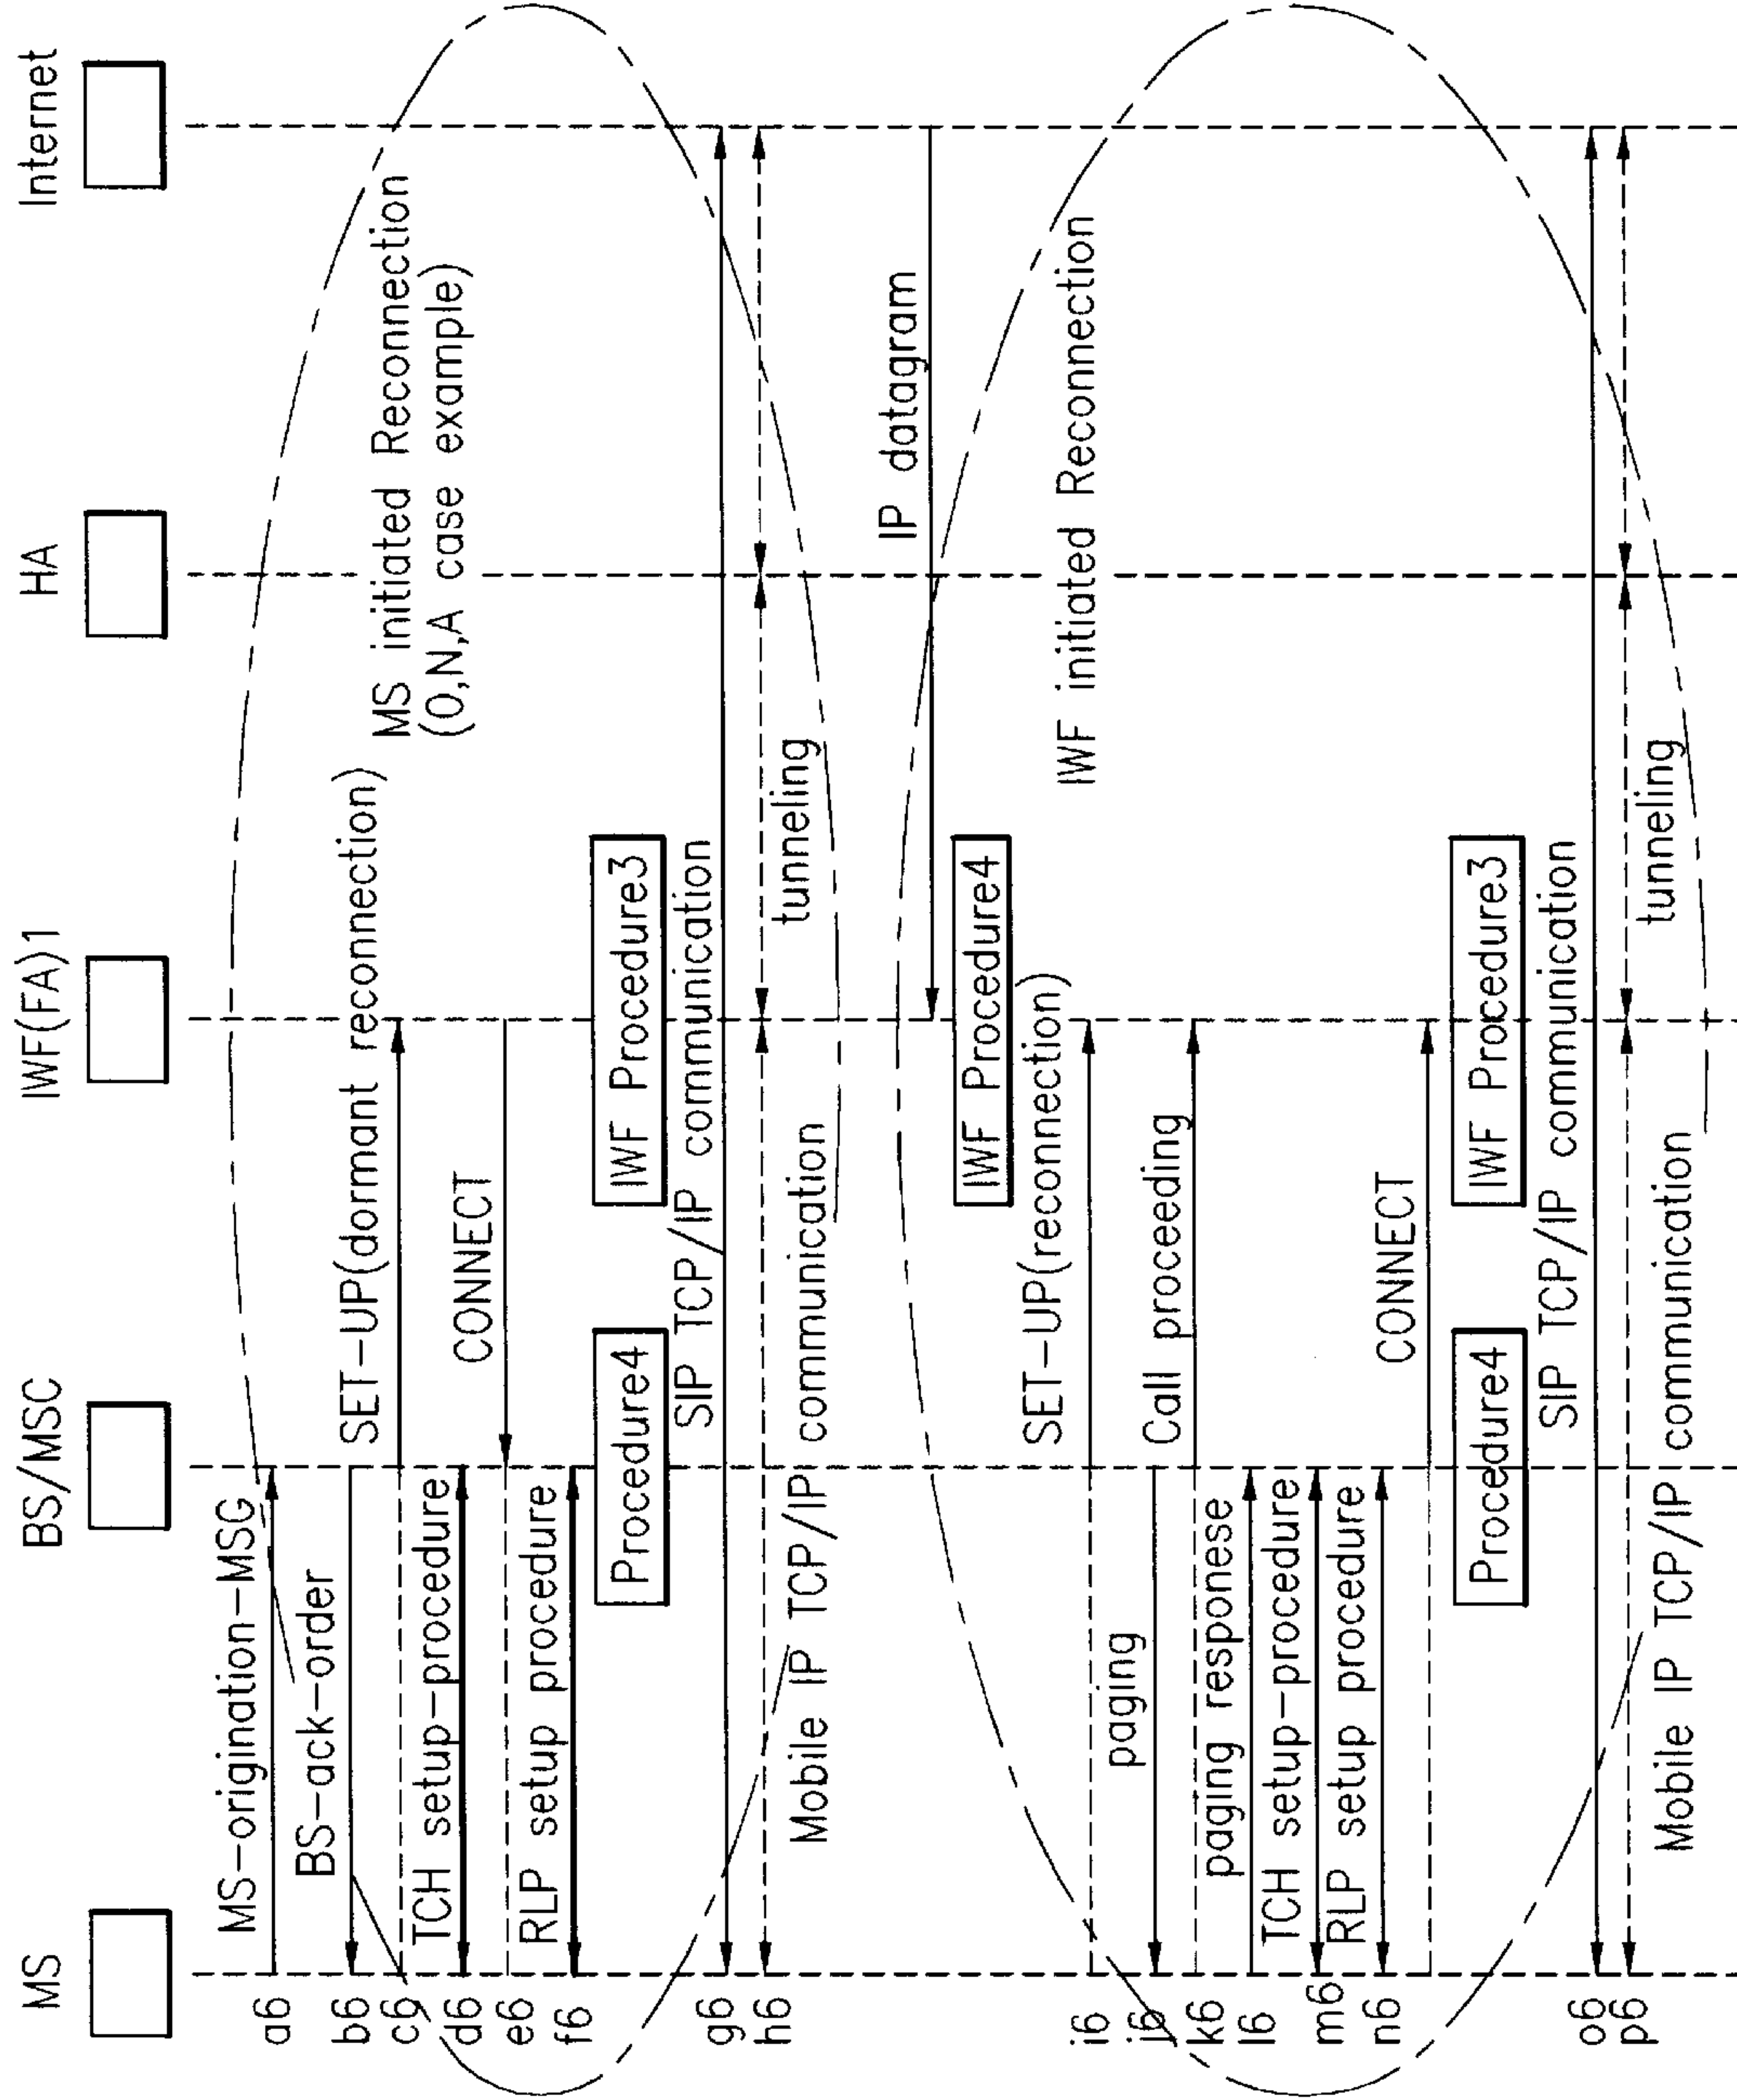 MS
BS/MSC
IWF(FA)1
HA
Internet
a6
MS-origination-MSG
b6
BS-ack-order
c6
SET-UP(dormant reconnection)
MS initiated Reconnection
(O,N,A case example)
d6
TCH setup-procedure
e6
CONNECT
f6
RLP setup procedure
Procedure4
IWF Procedure3
g6
SIP TCP/IP communication
h6
Mobile IP TCP/IP communication
tunneling
IP datagram
IWF Procedure4
IWF initiated Reconnection
i6
SET-UP(reconnection)
j6
paging
k6
Call proceeding
l6
paging responese
m6
TCH setup-procedure
n6
RLP setup procedure
CONNECT
Procedure4
IWF Procedure3
o6
SIP TCP/IP communication
p6
Mobile IP TCP/IP communication
tunneling